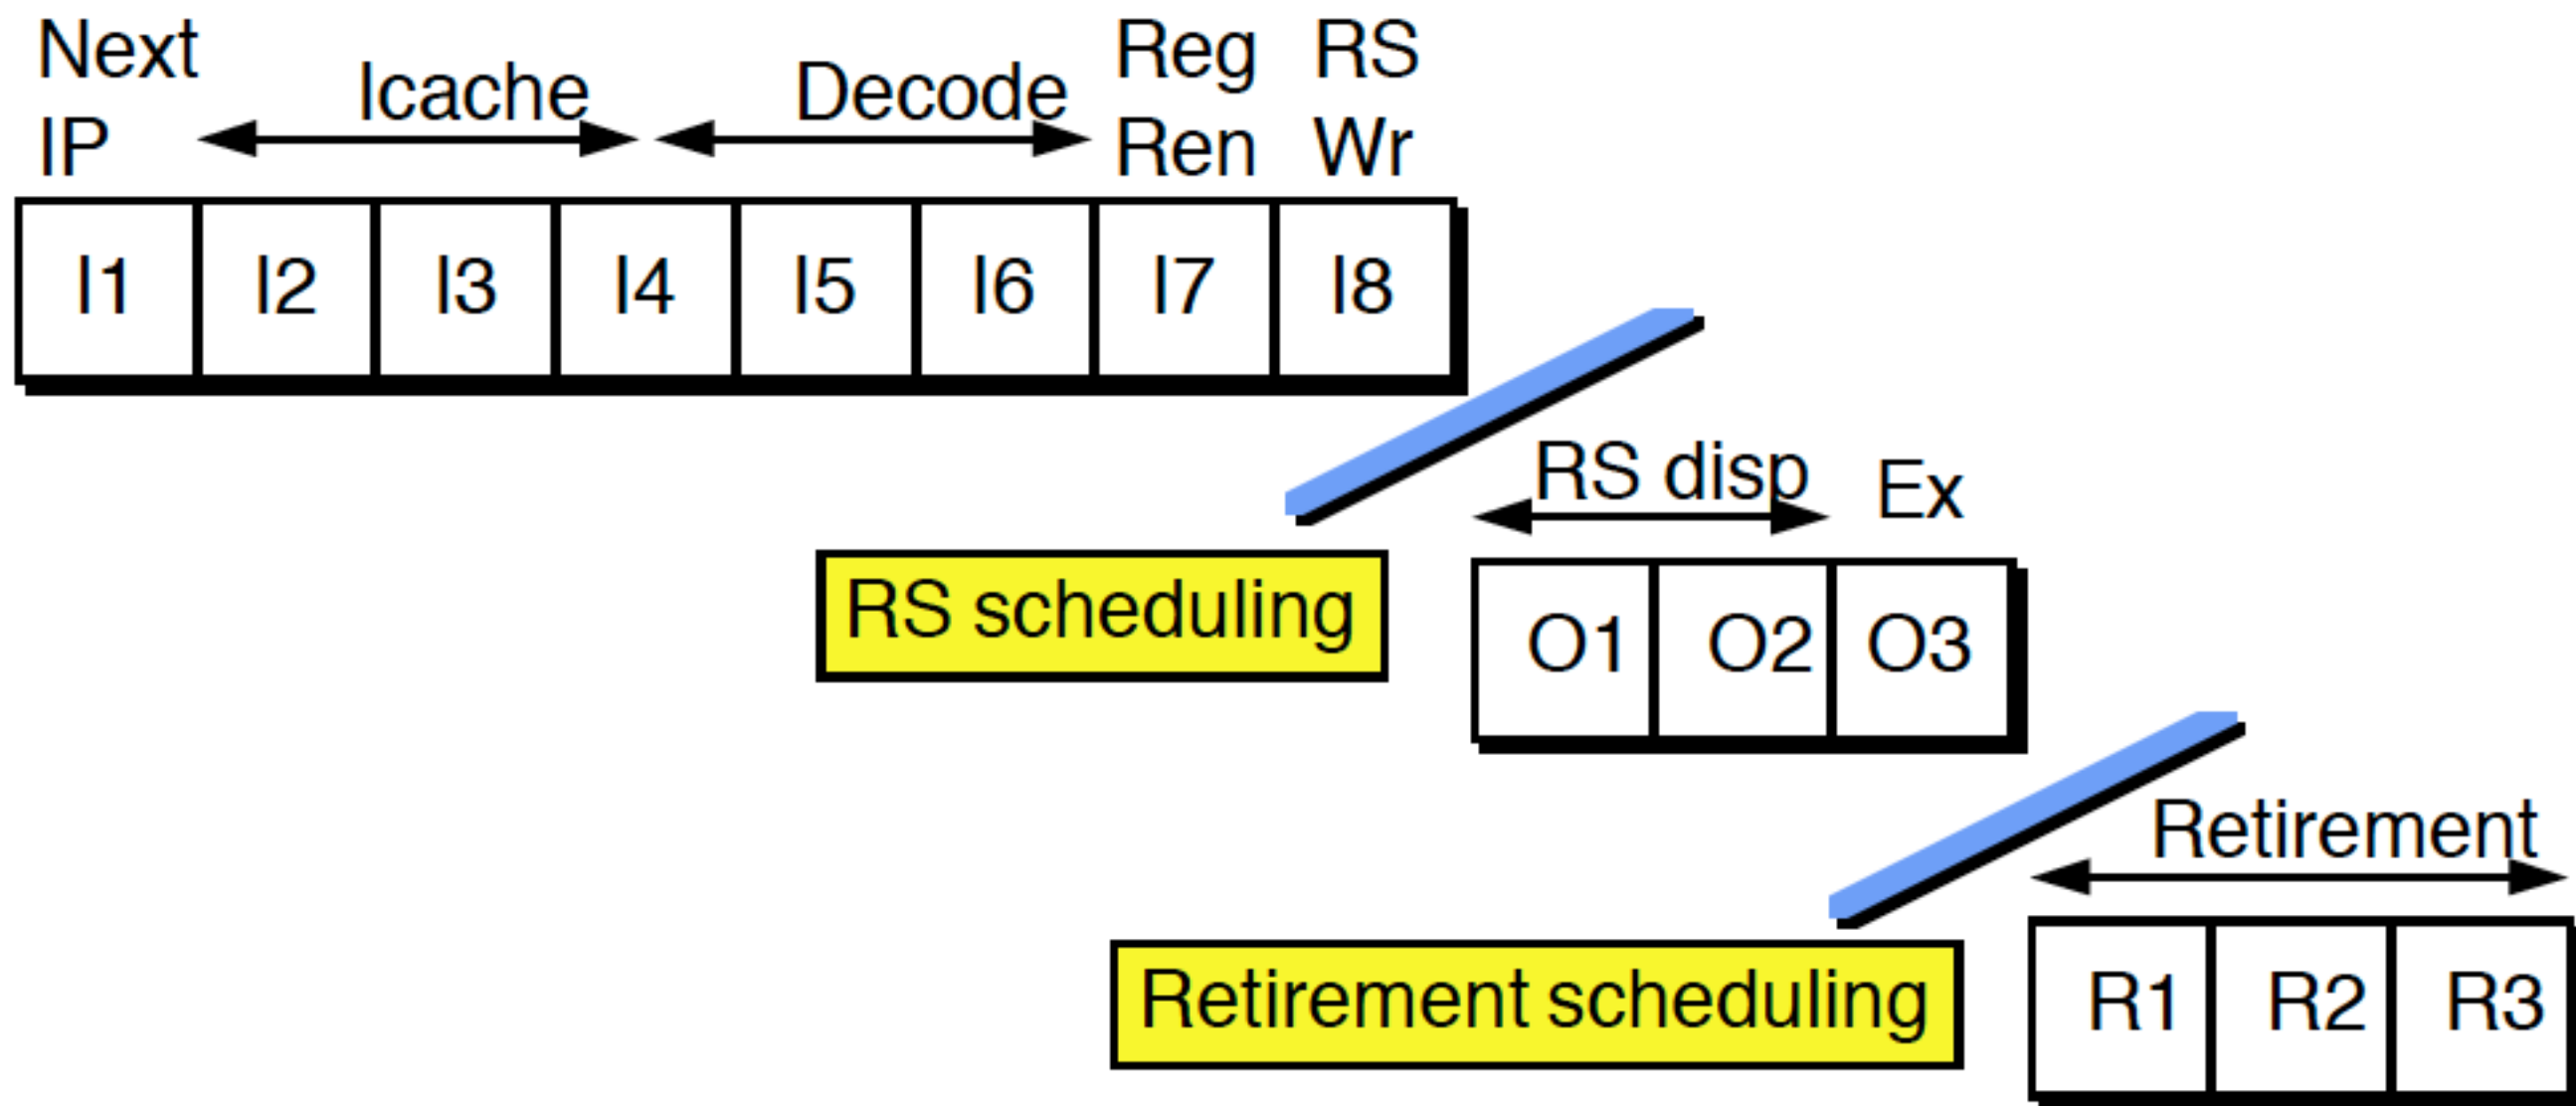 Next
IP
Icache
Decode
Reg
Ren
RS
Wr
I1 I2 I3 I4 I5 I6 I7 I8
RS disp
Ex
RS scheduling
O1 O2 O3
Retirement
Retirement scheduling
R1 R2 R3